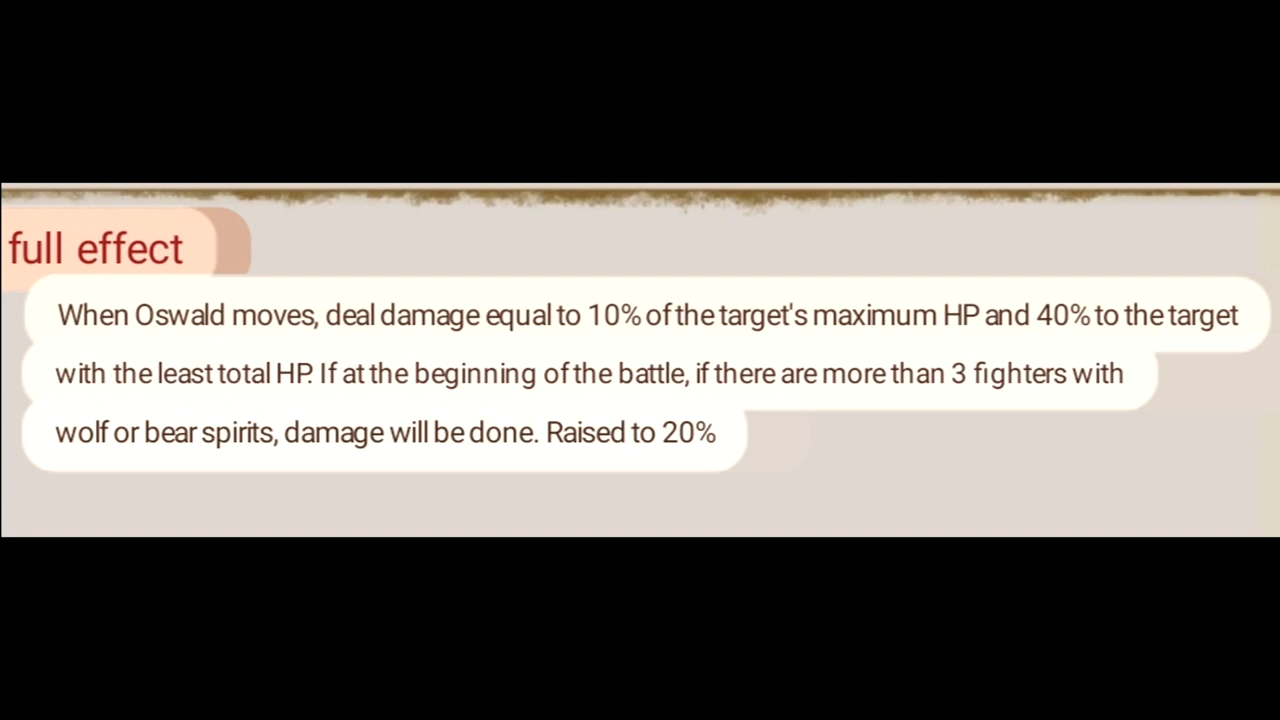 full effect
When Oswald moves, deal damage equal to 10% of the target's maximum HP and 40% to the target
with the least total HP. If at the beginning of the battle, if there are more than 3 fighters with
wolf or bear spirits, damage will be done. Raised to 20%